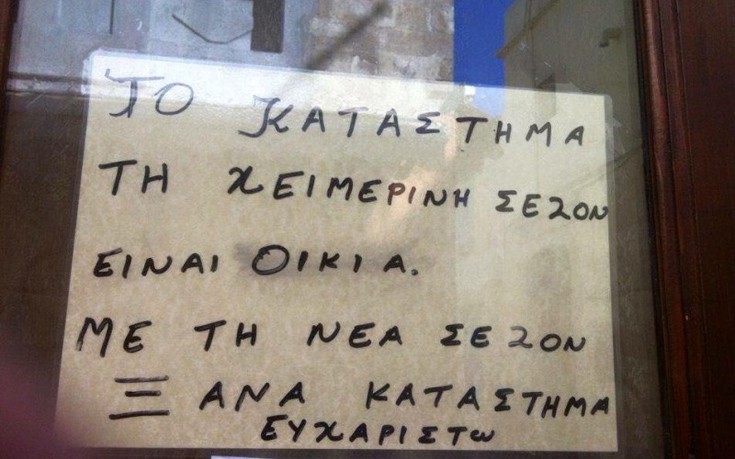 ΤΟ ΚΑΤΑΣΤΗΜΑ
ΤΗ ΧΕΙΜΕΡΙΝΗ ΣΕΖΟΝ
ΕΙΝΑΙ ΟΙΚΙΑ.
ΜΕ ΤΗ ΝΕΑ ΣΕΖΟΝ
ΞΑΝΑ ΚΑΤΑΣΤΗΜΑ
ΕΥΧΑΡΙΣΤω